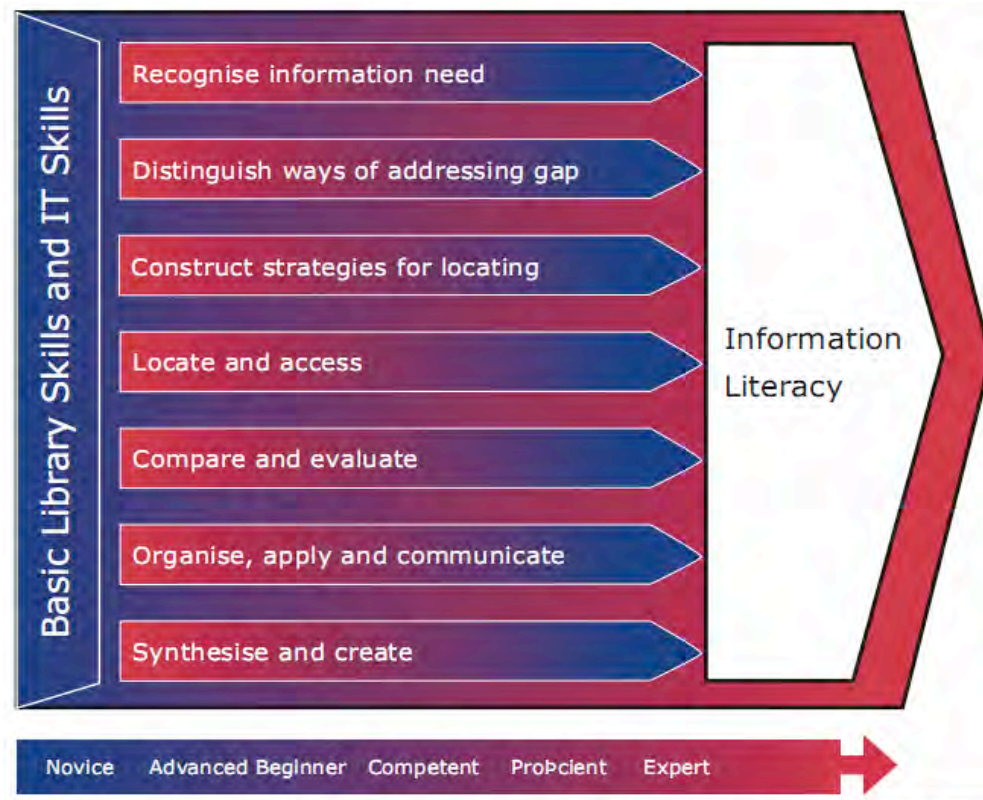 Basic Library Skills and IT Skills
Recognise information need
Distinguish ways of addressing gap
Construct strategies for locating
Locate and access
Compare and evaluate
Organise, apply and communicate
Synthesise and create
Information
Literacy
Novice Advanced Beginner Competent ProÞcient Expert